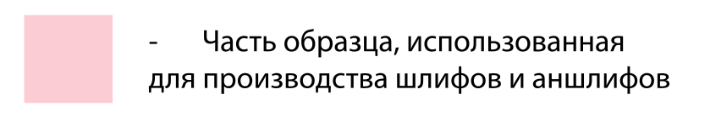 - Часть образца, использованная
для производства шлифов и аншлифов